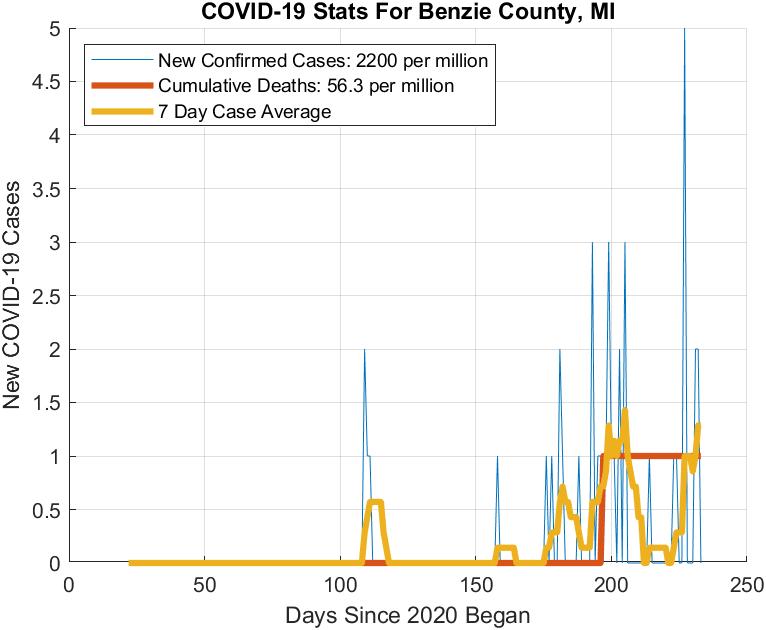 COVID-19 Stats For Benzie County, MI
New Confirmed Cases: 2200 per million
Cumulative Deaths: 56.3 per million
7 Day Case Average
New COVID-19 Cases
5
4.5
4
3.5
3
2.5
2
1.5
1
0.5
0
0 50 100 150 200 250
Days Since 2020 Began